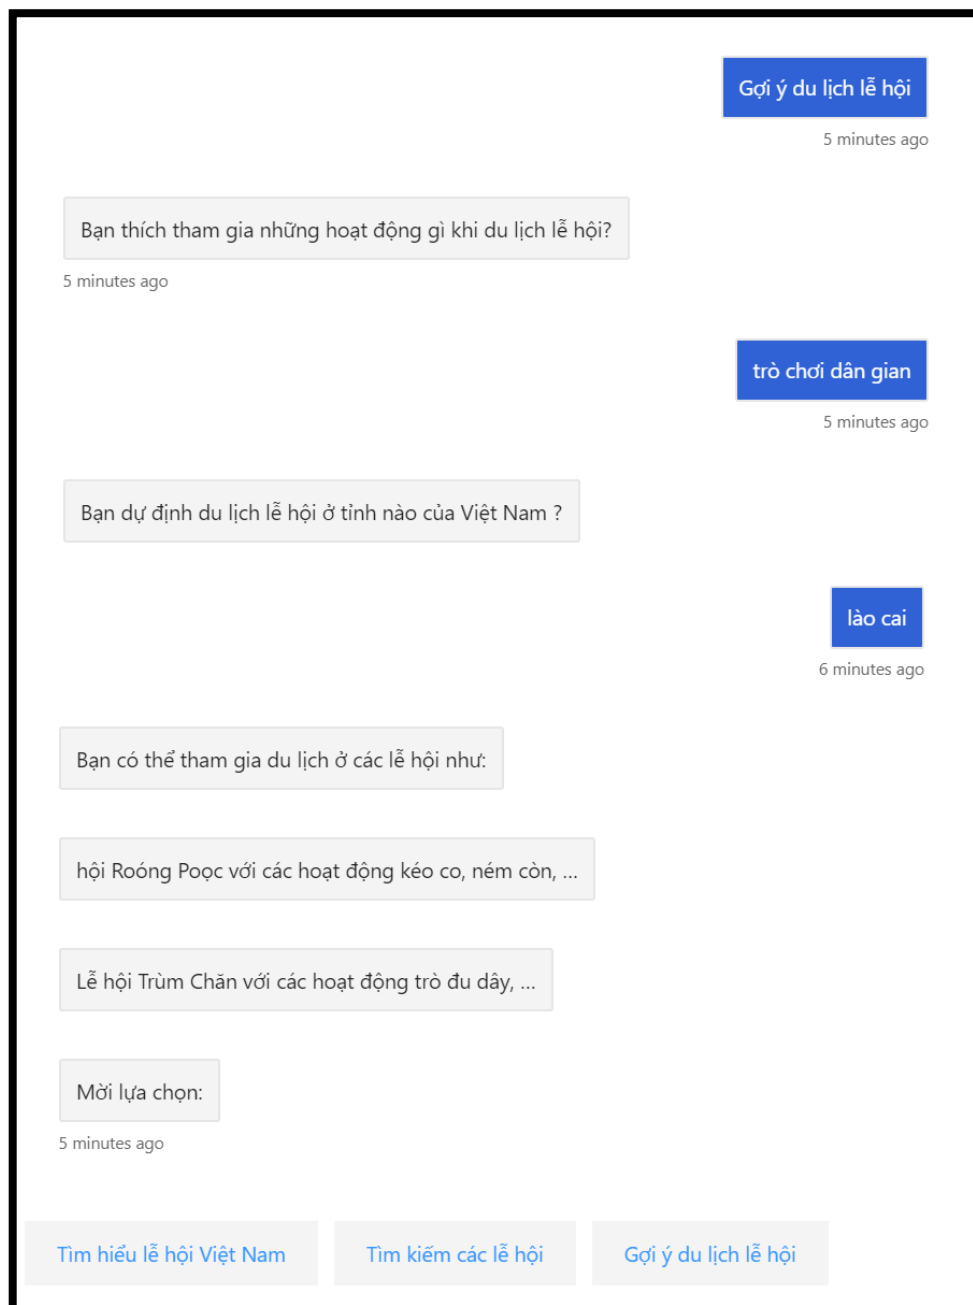 Gợi ý du lịch lễ hội
5 minutes ago
Bạn thích tham gia những hoạt động gì khi du lịch lễ hội?
5 minutes ago
trò chơi dân gian
5 minutes ago
Bạn dự định du lịch lễ hội ở tỉnh nào của Việt Nam ?
lào cai
6 minutes ago
Bạn có thể tham gia du lịch ở các lễ hội như:
hội Roóng Poọc với các hoạt động kéo co, ném còn, ...
Lễ hội Trùm Chăn với các hoạt động trò đu dây, ...
Mời lựa chọn:
5 minutes ago
Tìm hiểu lễ hội Việt Nam Tìm kiếm các lễ hội Gợi ý du lịch lễ hội